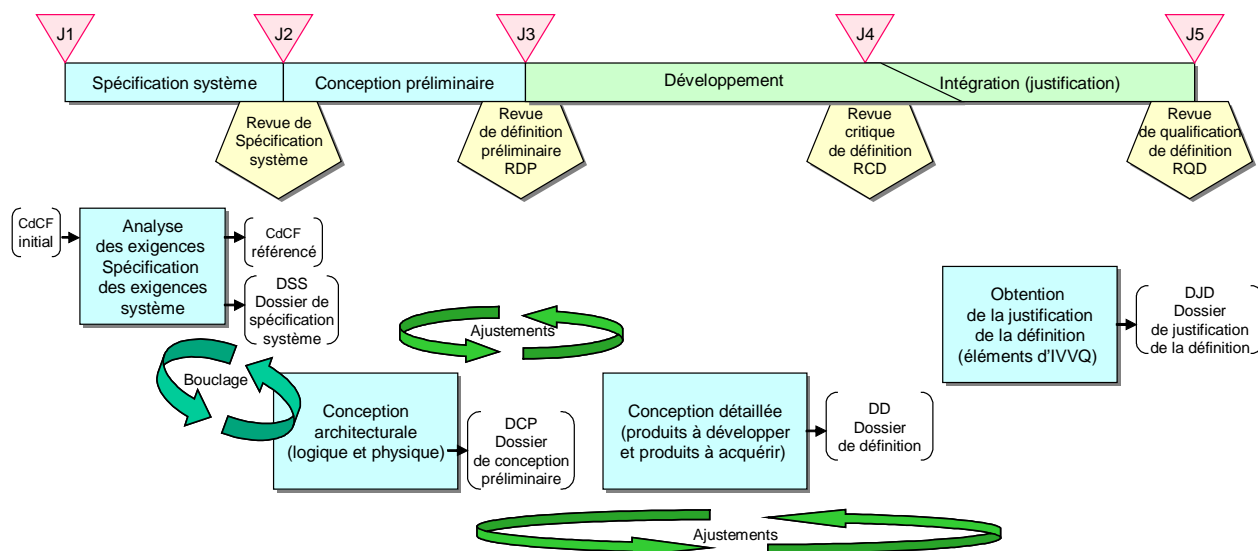 J1
J2
J3
J4
J5
Spécification système
Conception préliminaire
Développement
Intégration (justification)
Revue de
Spécification
système
Revue
de définition
préliminaire
RDP
Revue
critique
de définition
RCD
Revue
de qualification
de définition
RQD
CdCF
initial
Analyse
des exigences
Spécification
des exigences
système
CdCF
référencé
DSS
Dossier de
spécification
système
Ajustements
Obtention
de la justification
de la définition
(éléments d'IVVQ)
DJD
Dossier
de justification
de la définition
Bouclage
Conception
architecturale
(logique et physique)
DCP
Dossier
de conception
préliminaire
Conception détaillée
(produits à développer
et produits à acquérir)
DD
Dossier
de définition
Ajustements